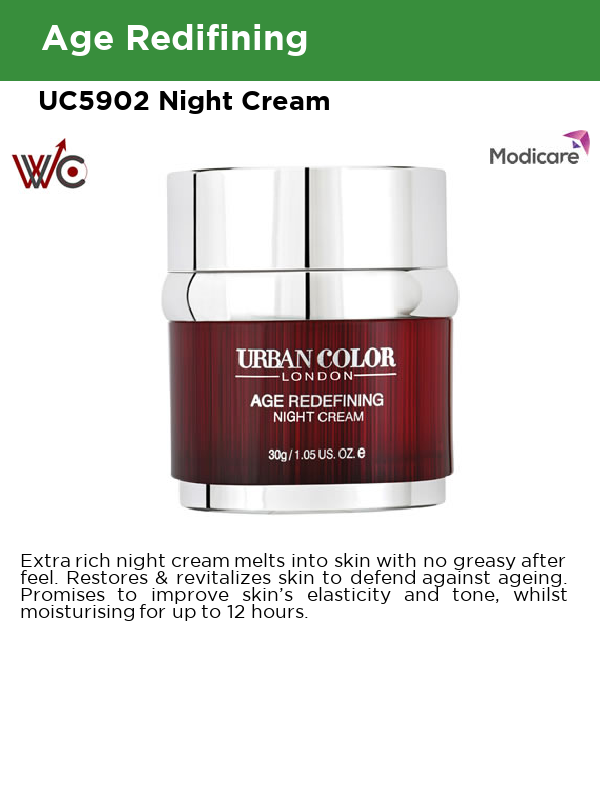 Age Redifining
UC5902 Night Cream
WC
Modicare
URBAN COLOR
LONDON
AGE REDEFINING
NIGHT CREAM
30g/1.05 US. OZ. e
Extra rich night cream melts into skin with no greasy after
feel. Restores & revitalizes skin to defend against ageing.
Promises to improve skin’s elasticity and tone, whilst
moisturising for up to 12 hours.